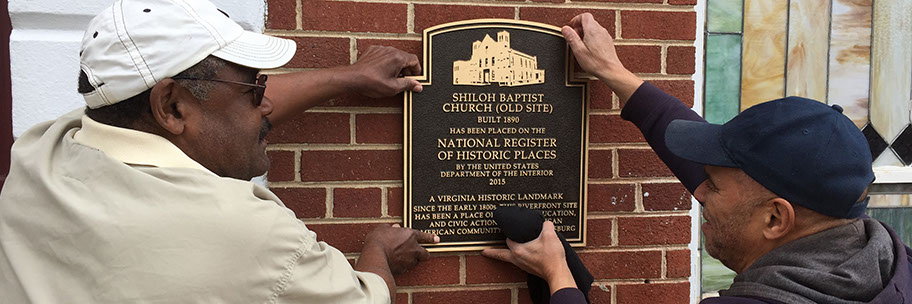 SHILOH BAPTIST
CHURCH (OLD SITE)
BUILT 1890
HAS BEEN PLACED ON THE
NATIONAL REGISTER
OF HISTORIC PLACES
BY THE UNITED STATES
DEPARTMENT OF THE INTERIOR
2015
A VIRGINIA HISTORIC LANDMARK
SINCE THE EARLY 1800s THIS RIVERFRONT SITE
HAS BEEN A PLACE OF EDUCATION,
AND CIVIC ACTION
COMMUNITY